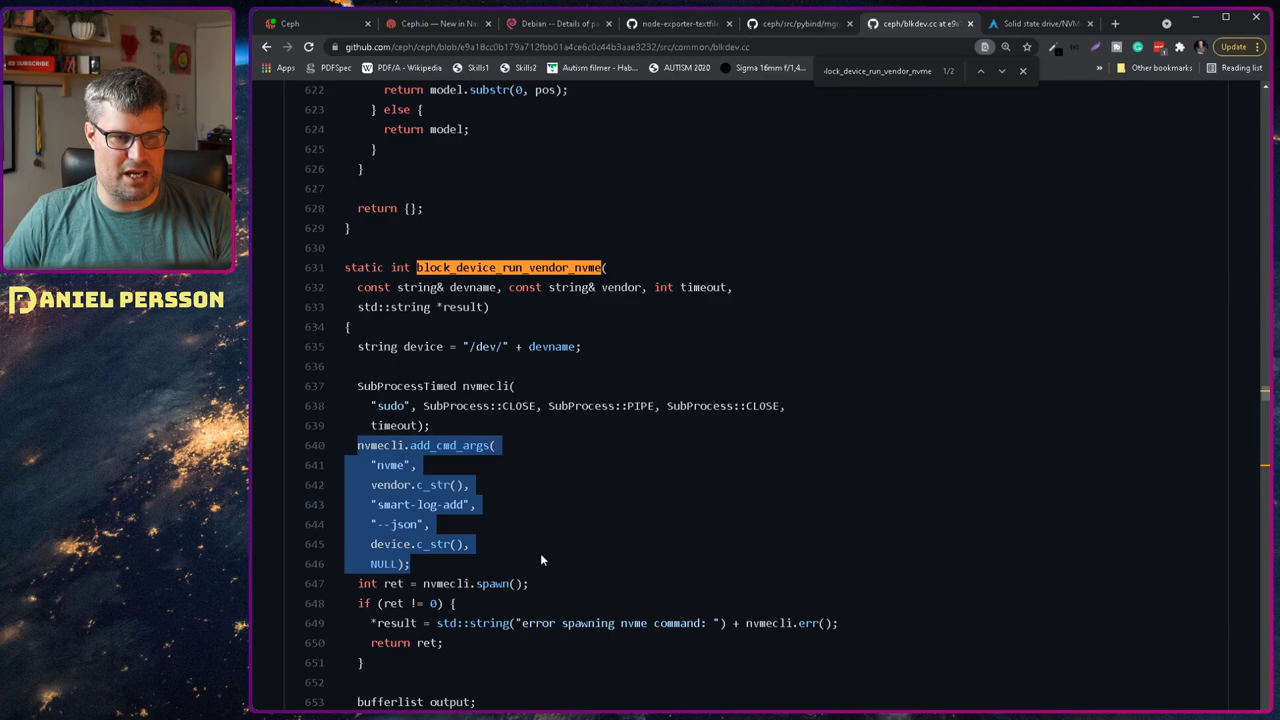 Ceph
Ceph.io — New in Na
Debian -- Details of pa
node-exporter-textfile
ceph/src/pybind/mgr
ceph/blkdev.cc at e9a
Solid state drive/NVM
github.com/ceph/ceph/blob/e9a18cc0b179a712fbb01a4ce6c0c44b3aae3232/src/common/blkdev.cc
Update
Apps
PDFSpec
PDF/A - Wikipedia
Skills1
Skills2
Autism filmer - Hab...
AUTISM 2020
Sigma 16mm f/1,4...
Other bookmarks
Reading list
lock_device_run_vendor_nvme
1/2
SUBSCRIBE
DANIEL PERSSON
622 return model.substr(0, pos);
623 } else {
624 return model;
625 }
626 }
627
628 return {};
629 }
630
631 static int block_device_run_vendor_nvme(
632 const string& devname, const string& vendor, int timeout,
633 std::string *result)
634 {
635 string device = "/dev/" + devname;
636
637 SubProcessTimed nvmecli(
638 "sudo", SubProcess::CLOSE, SubProcess::PIPE, SubProcess::CLOSE,
639 timeout);
640 nvmecli.add_cmd_args(
641 "nvme",
642 vendor.c_str(),
643 "smart-log-add",
644 "--json",
645 device.c_str(),
646 NULL);
647 int ret = nvmecli.spawn();
648 if (ret != 0) {
649 *result = std::string("error spawning nvme command: ") + nvmecli.err();
650 return ret;
651 }
652
653 bufferlist output;